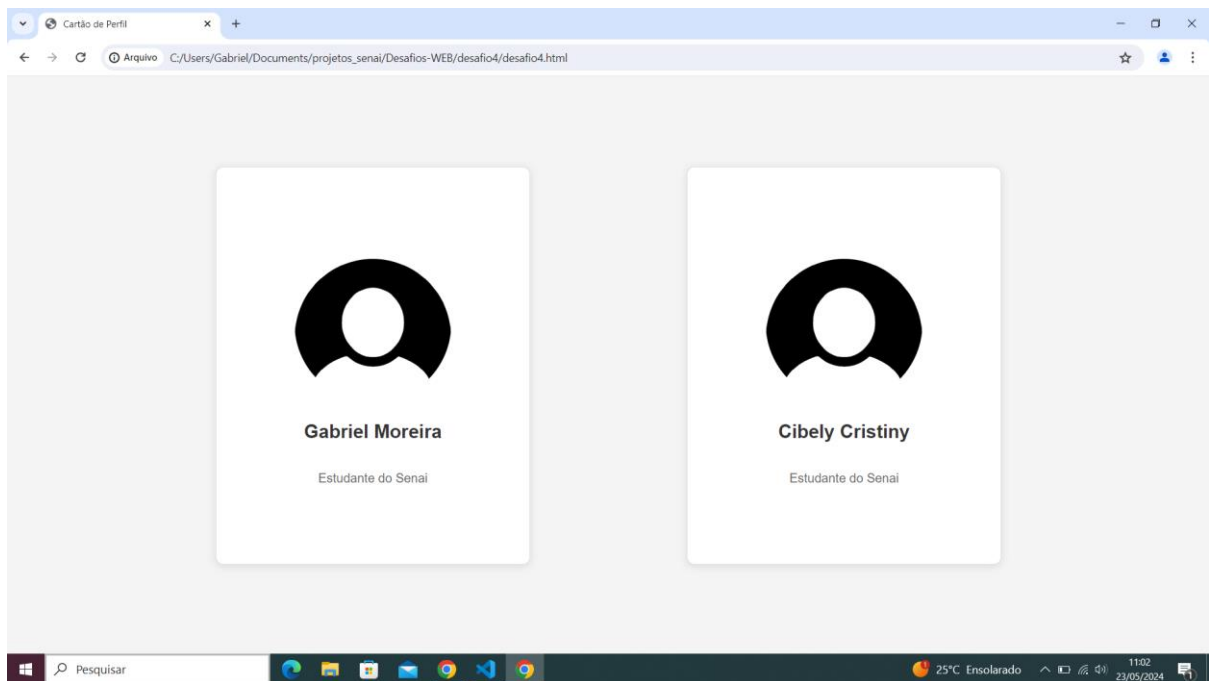 Cartão de Perfil
Arquivo C:/Users/Gabriel/Documents/projetos_senai/Desafios-WEB/desafio4/desafio4.html
Gabriel Moreira
Estudante do Senai
Cibely Cristiny
Estudante do Senai
Pesquisar
25°C Ensolarado
11:02
23/05/2024
1